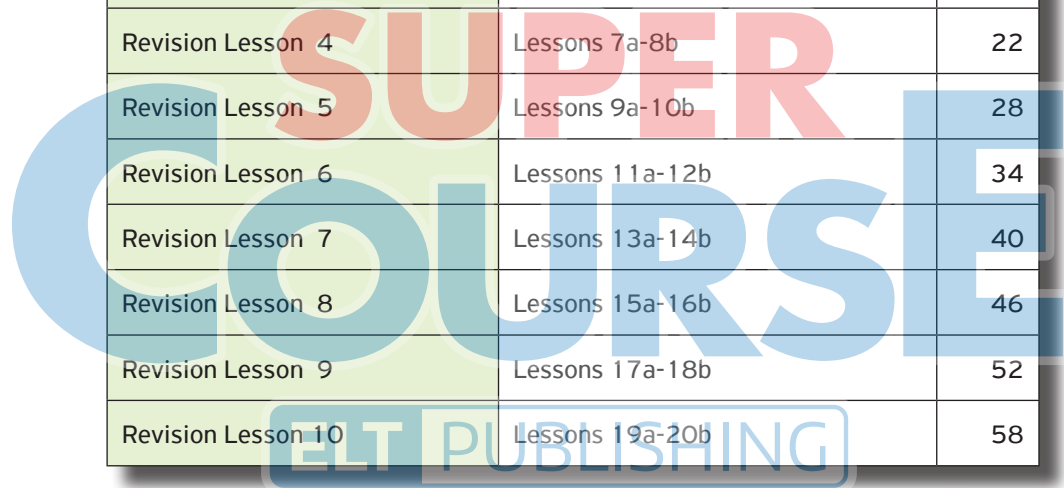 Revision Lesson 4 Lessons 7a-8b 22
Revision Lesson 5 Lessons 9a-10b 28
Revision Lesson 6 Lessons 11a-12b 34
Revision Lesson 7 Lessons 13a-14b 40
Revision Lesson 8 Lessons 15a-16b 46
Revision Lesson 9 Lessons 17a-18b 52
Revision Lesson 10 Lessons 19a-20b 58
SUPER
COURSE
ELT PUBLISHING